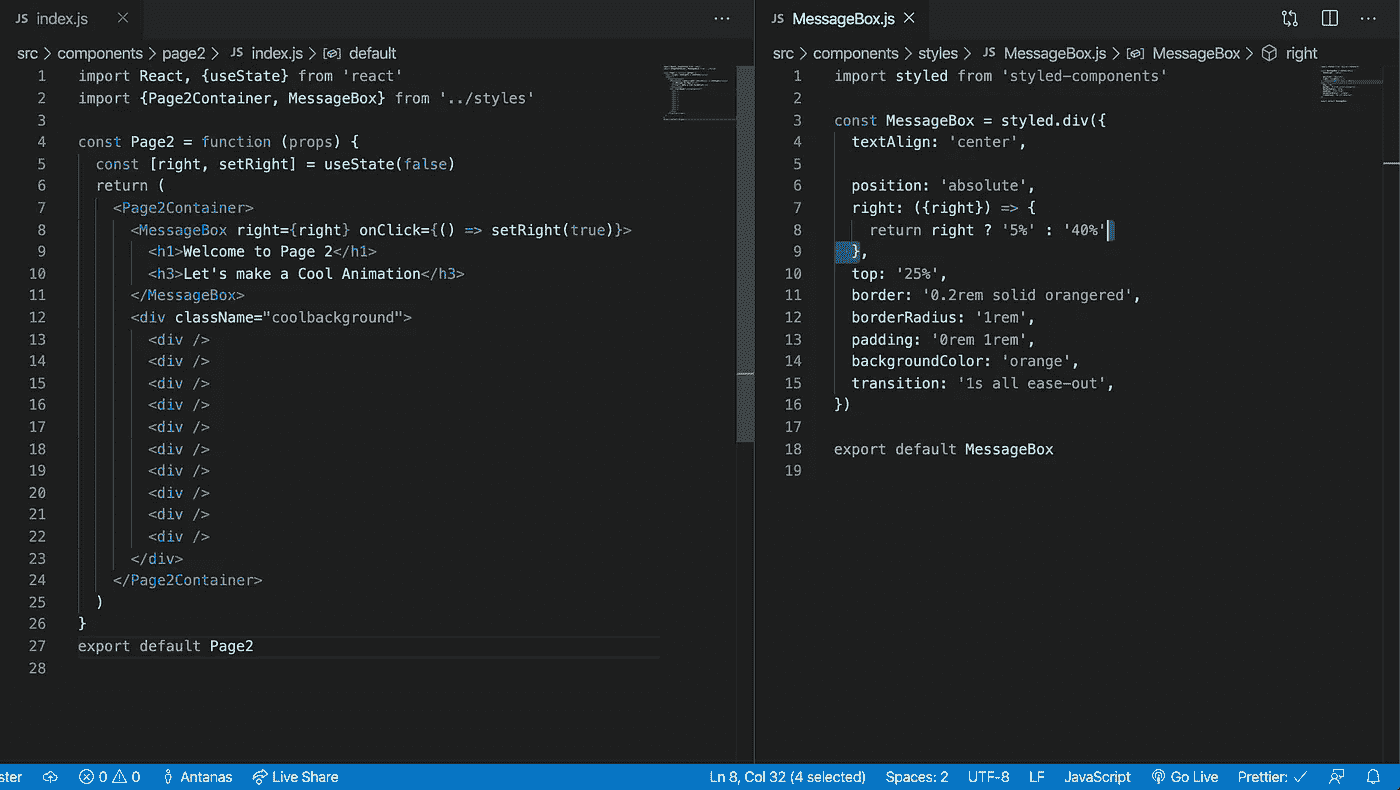 JS index.js ×
src > components > page2 > JS index.js > default
1 import React, {useState} from 'react'
2 import {Page2Container, MessageBox} from '../styles'
3
4 const Page2 = function (props) {
5 const [right, setRight] = useState(false)
6 return (
7 <Page2Container>
8 <MessageBox right={right} onClick={() => setRight(true)}>
9 <h1>Welcome to Page 2</h1>
10 <h3>Let's make a Cool Animation</h3>
11 </MessageBox>
12 <div className="coolbackground">
13 <div />
14 <div />
15 <div />
16 <div />
17 <div />
18 <div />
19 <div />
20 <div />
21 <div />
22 <div />
23 </div>
24 </Page2Container>
25 )
26 }
27 export default Page2
28
JS MessageBox.js ×
src > components > styles > JS MessageBox.js > MessageBox > right
1 import styled from 'styled-components'
2
3 const MessageBox = styled.div({
4 textAlign: 'center',
5
6 position: 'absolute',
7 right: ({right}) => {
8 return right ? '5%' : '40%'
9 },
10 top: '25%',
11 border: '0.2rem solid orangered',
12 borderRadius: '1rem',
13 padding: '0rem 1rem',
14 backgroundColor: 'orange',
15 transition: '1s all ease-out',
16 })
17
18 export default MessageBox
19
ster 0 0 Antanas Live Share Ln 8, Col 32 (4 selected) Spaces: 2 UTF-8 LF JavaScript Go Live Prettier: ✓